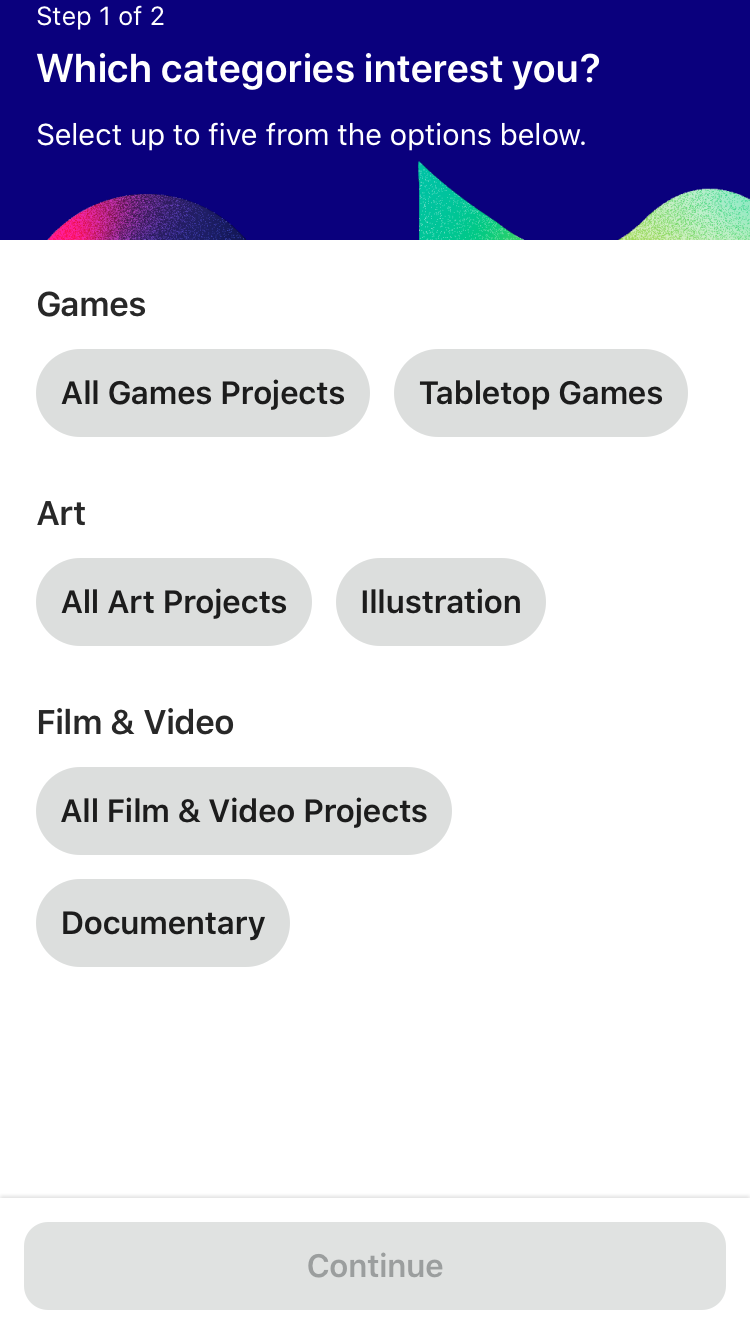 Step 1 of 2
Which categories interest you?
Select up to five from the options below.
Games
All Games Projects
Tabletop Games
Art
All Art Projects
Illustration
Film & Video
All Film & Video Projects
Documentary
Continue